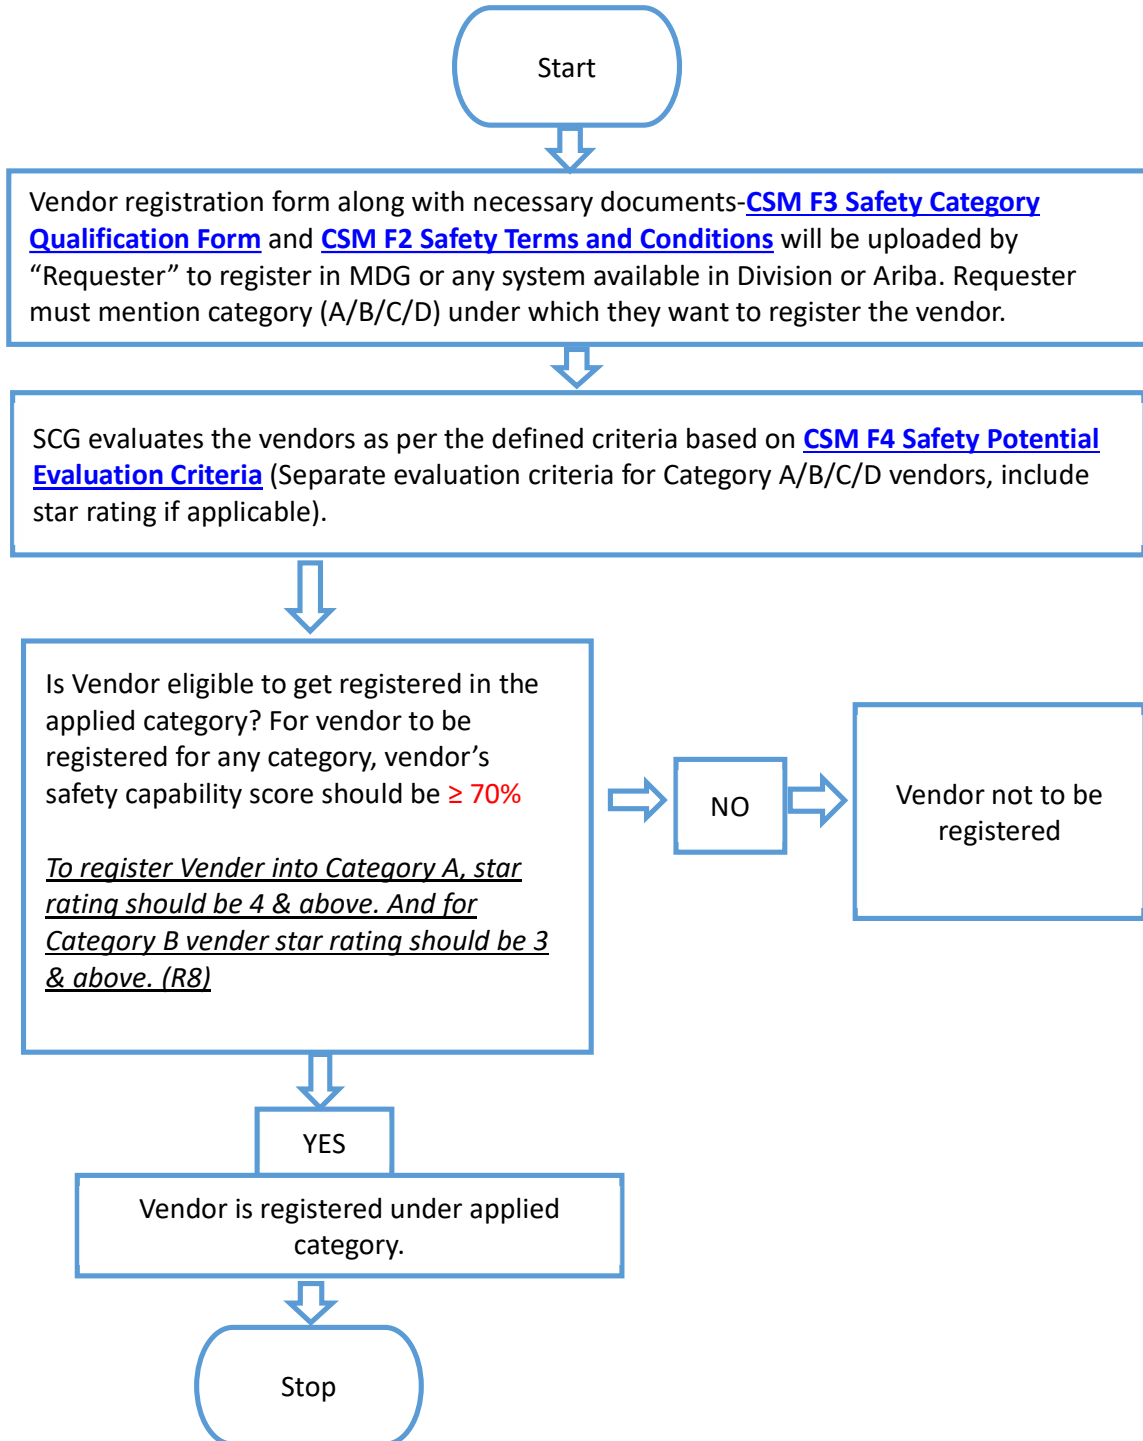 Start
Vendor registration form along with necessary documents-CSM F3 Safety Category
Qualification Form and CSM F2 Safety Terms and Conditions will be uploaded by
“Requester” to register in MDG or any system available in Division or Ariba. Requester
must mention category (A/B/C/D) under which they want to register the vendor.
SCG evaluates the vendors as per the defined criteria based on CSM F4 Safety Potential
Evaluation Criteria (Separate evaluation criteria for Category A/B/C/D vendors, include
star rating if applicable).
Is Vendor eligible to get registered in the
applied category? For vendor to be
registered for any category, vendor’s
safety capability score should be ≥ 70%
To register Vender into Category A, star
rating should be 4 & above. And for
Category B vender star rating should be 3
& above. (R8)
NO
Vendor not to be
registered
YES
Vendor is registered under applied
category.
Stop